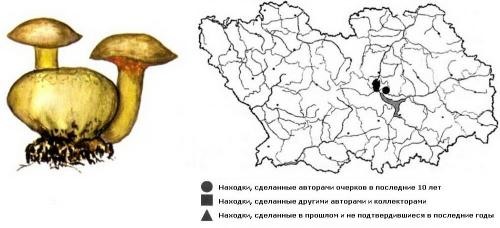 Находки, сделанные авторами очерков в последние 10 лет
Находки, сделанные другими авторами и коллекторами
Находки, сделанные в прошлом и не подтвердившиеся в последние годы